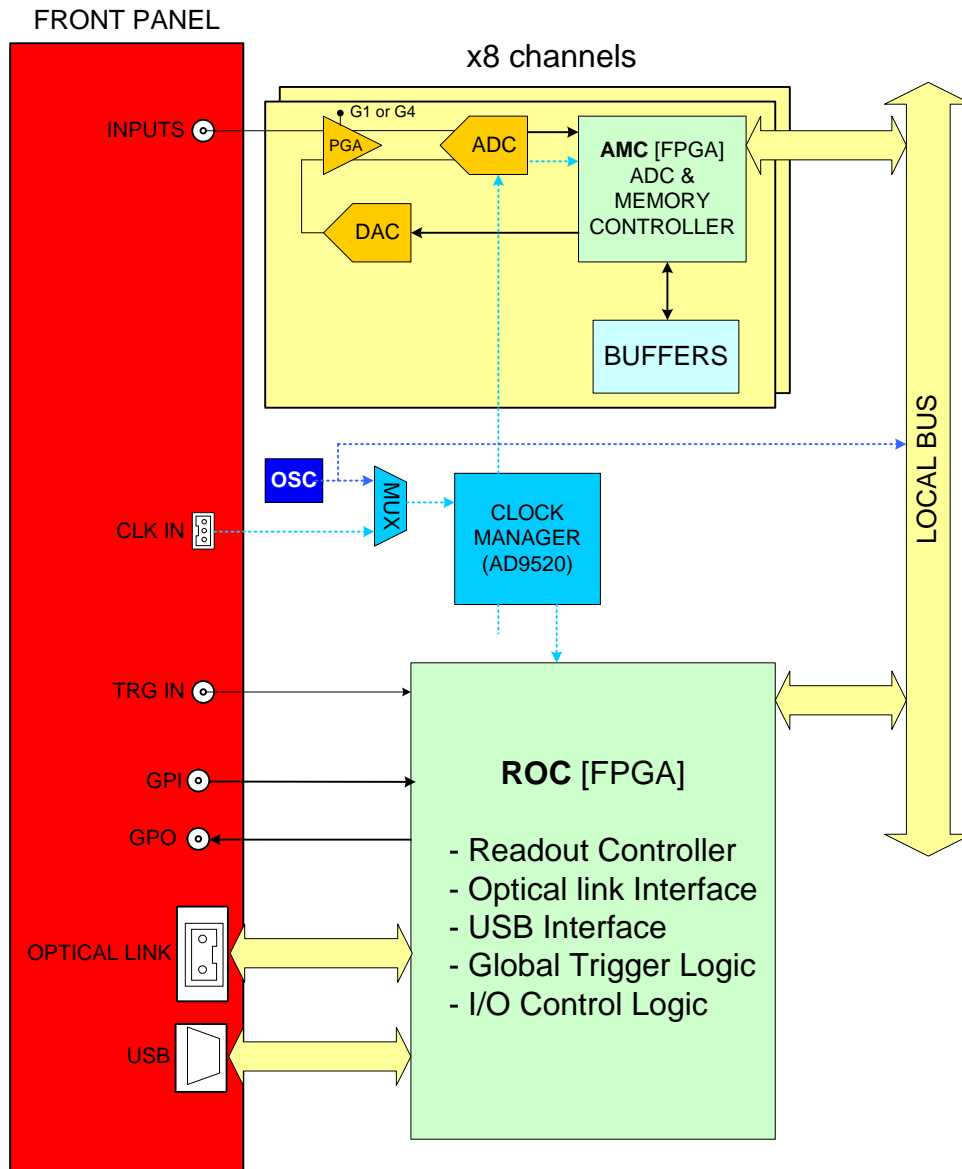 FRONT PANEL
x8 channels
G1 or G4
INPUTS
PGA
ADC
AMC [FPGA]
ADC &
MEMORY
CONTROLLER
DAC
BUFFERS
LOCAL BUS
OSC
MUX
CLK IN
CLOCK
MANAGER
(AD9520)
TRG IN
GPI
GPO
OPTICAL LINK
USB
ROC [FPGA]
- Readout Controller
- Optical link Interface
- USB Interface
- Global Trigger Logic
- I/O Control Logic